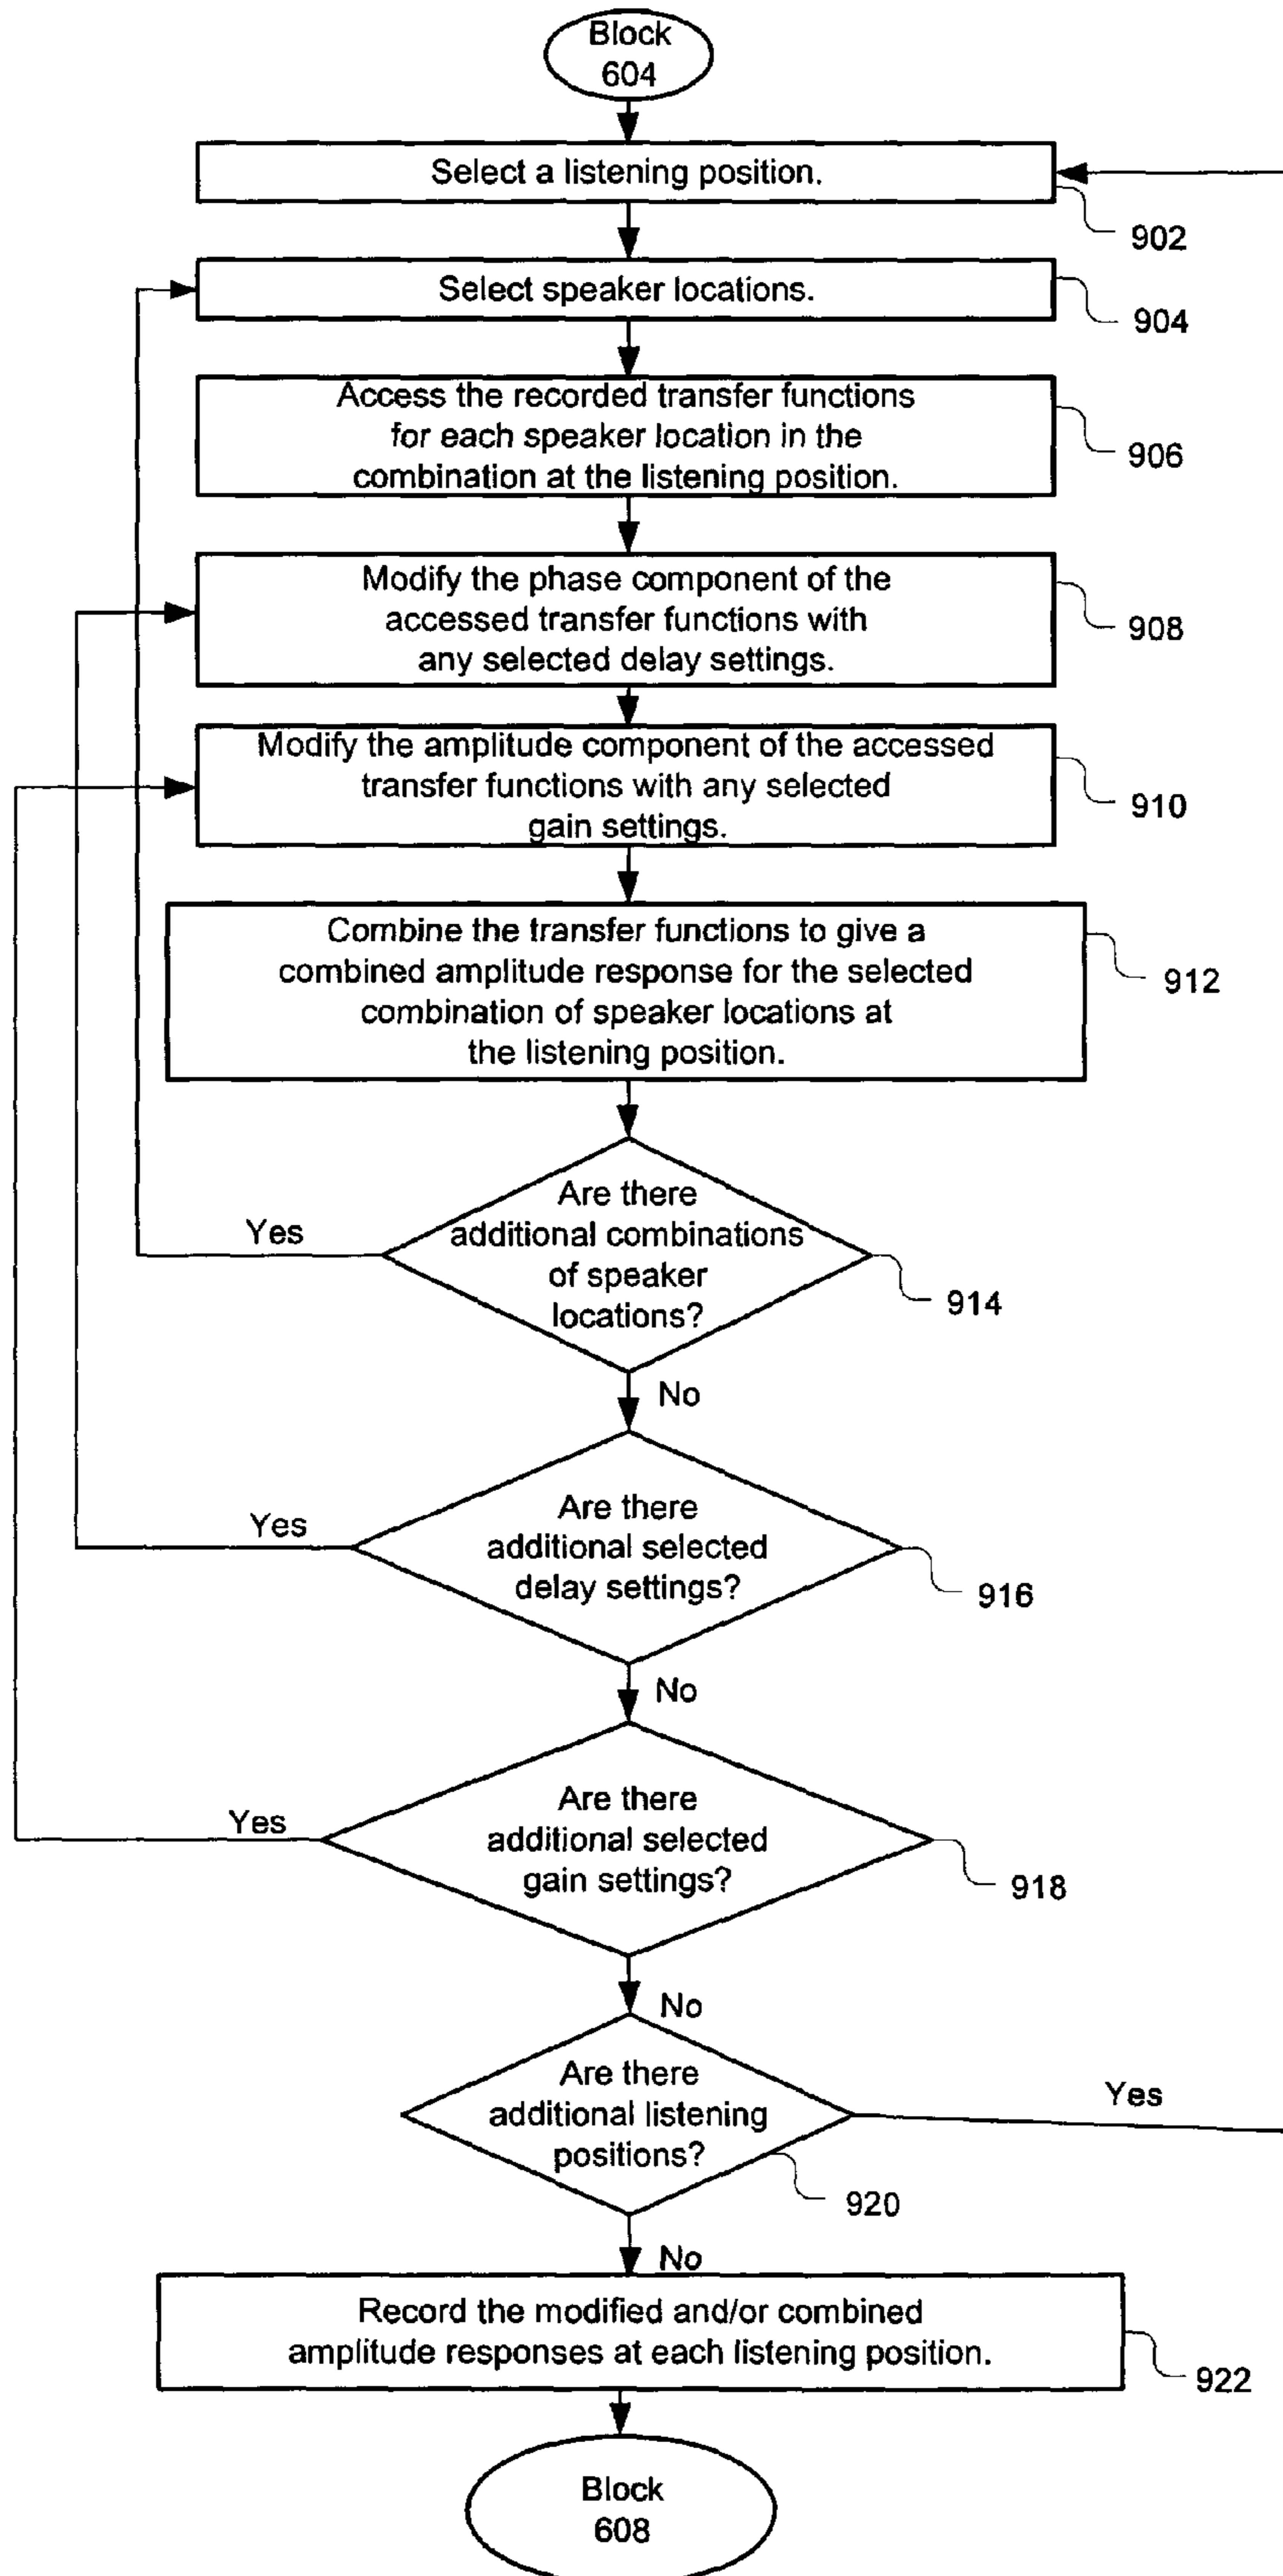 Block
604
Select a listening position.
902
Select speaker locations.
904
Access the recorded transfer functions
for each speaker location in the
combination at the listening position.
906
Modify the phase component of the
accessed transfer functions with
any selected delay settings.
908
Modify the amplitude component of the accessed
transfer functions with any selected
gain settings.
910
Combine the transfer functions to give a
combined amplitude response for the selected
combination of speaker locations at
the listening position.
912
Are there
additional combinations
of speaker
locations?
Yes
914
No
Are there
additional selected
delay settings?
Yes
916
No
Are there
additional selected
gain settings?
Yes
918
No
Are there
additional listening
positions?
Yes
920
No
Record the modified and/or combined
amplitude responses at each listening position.
922
Block
608